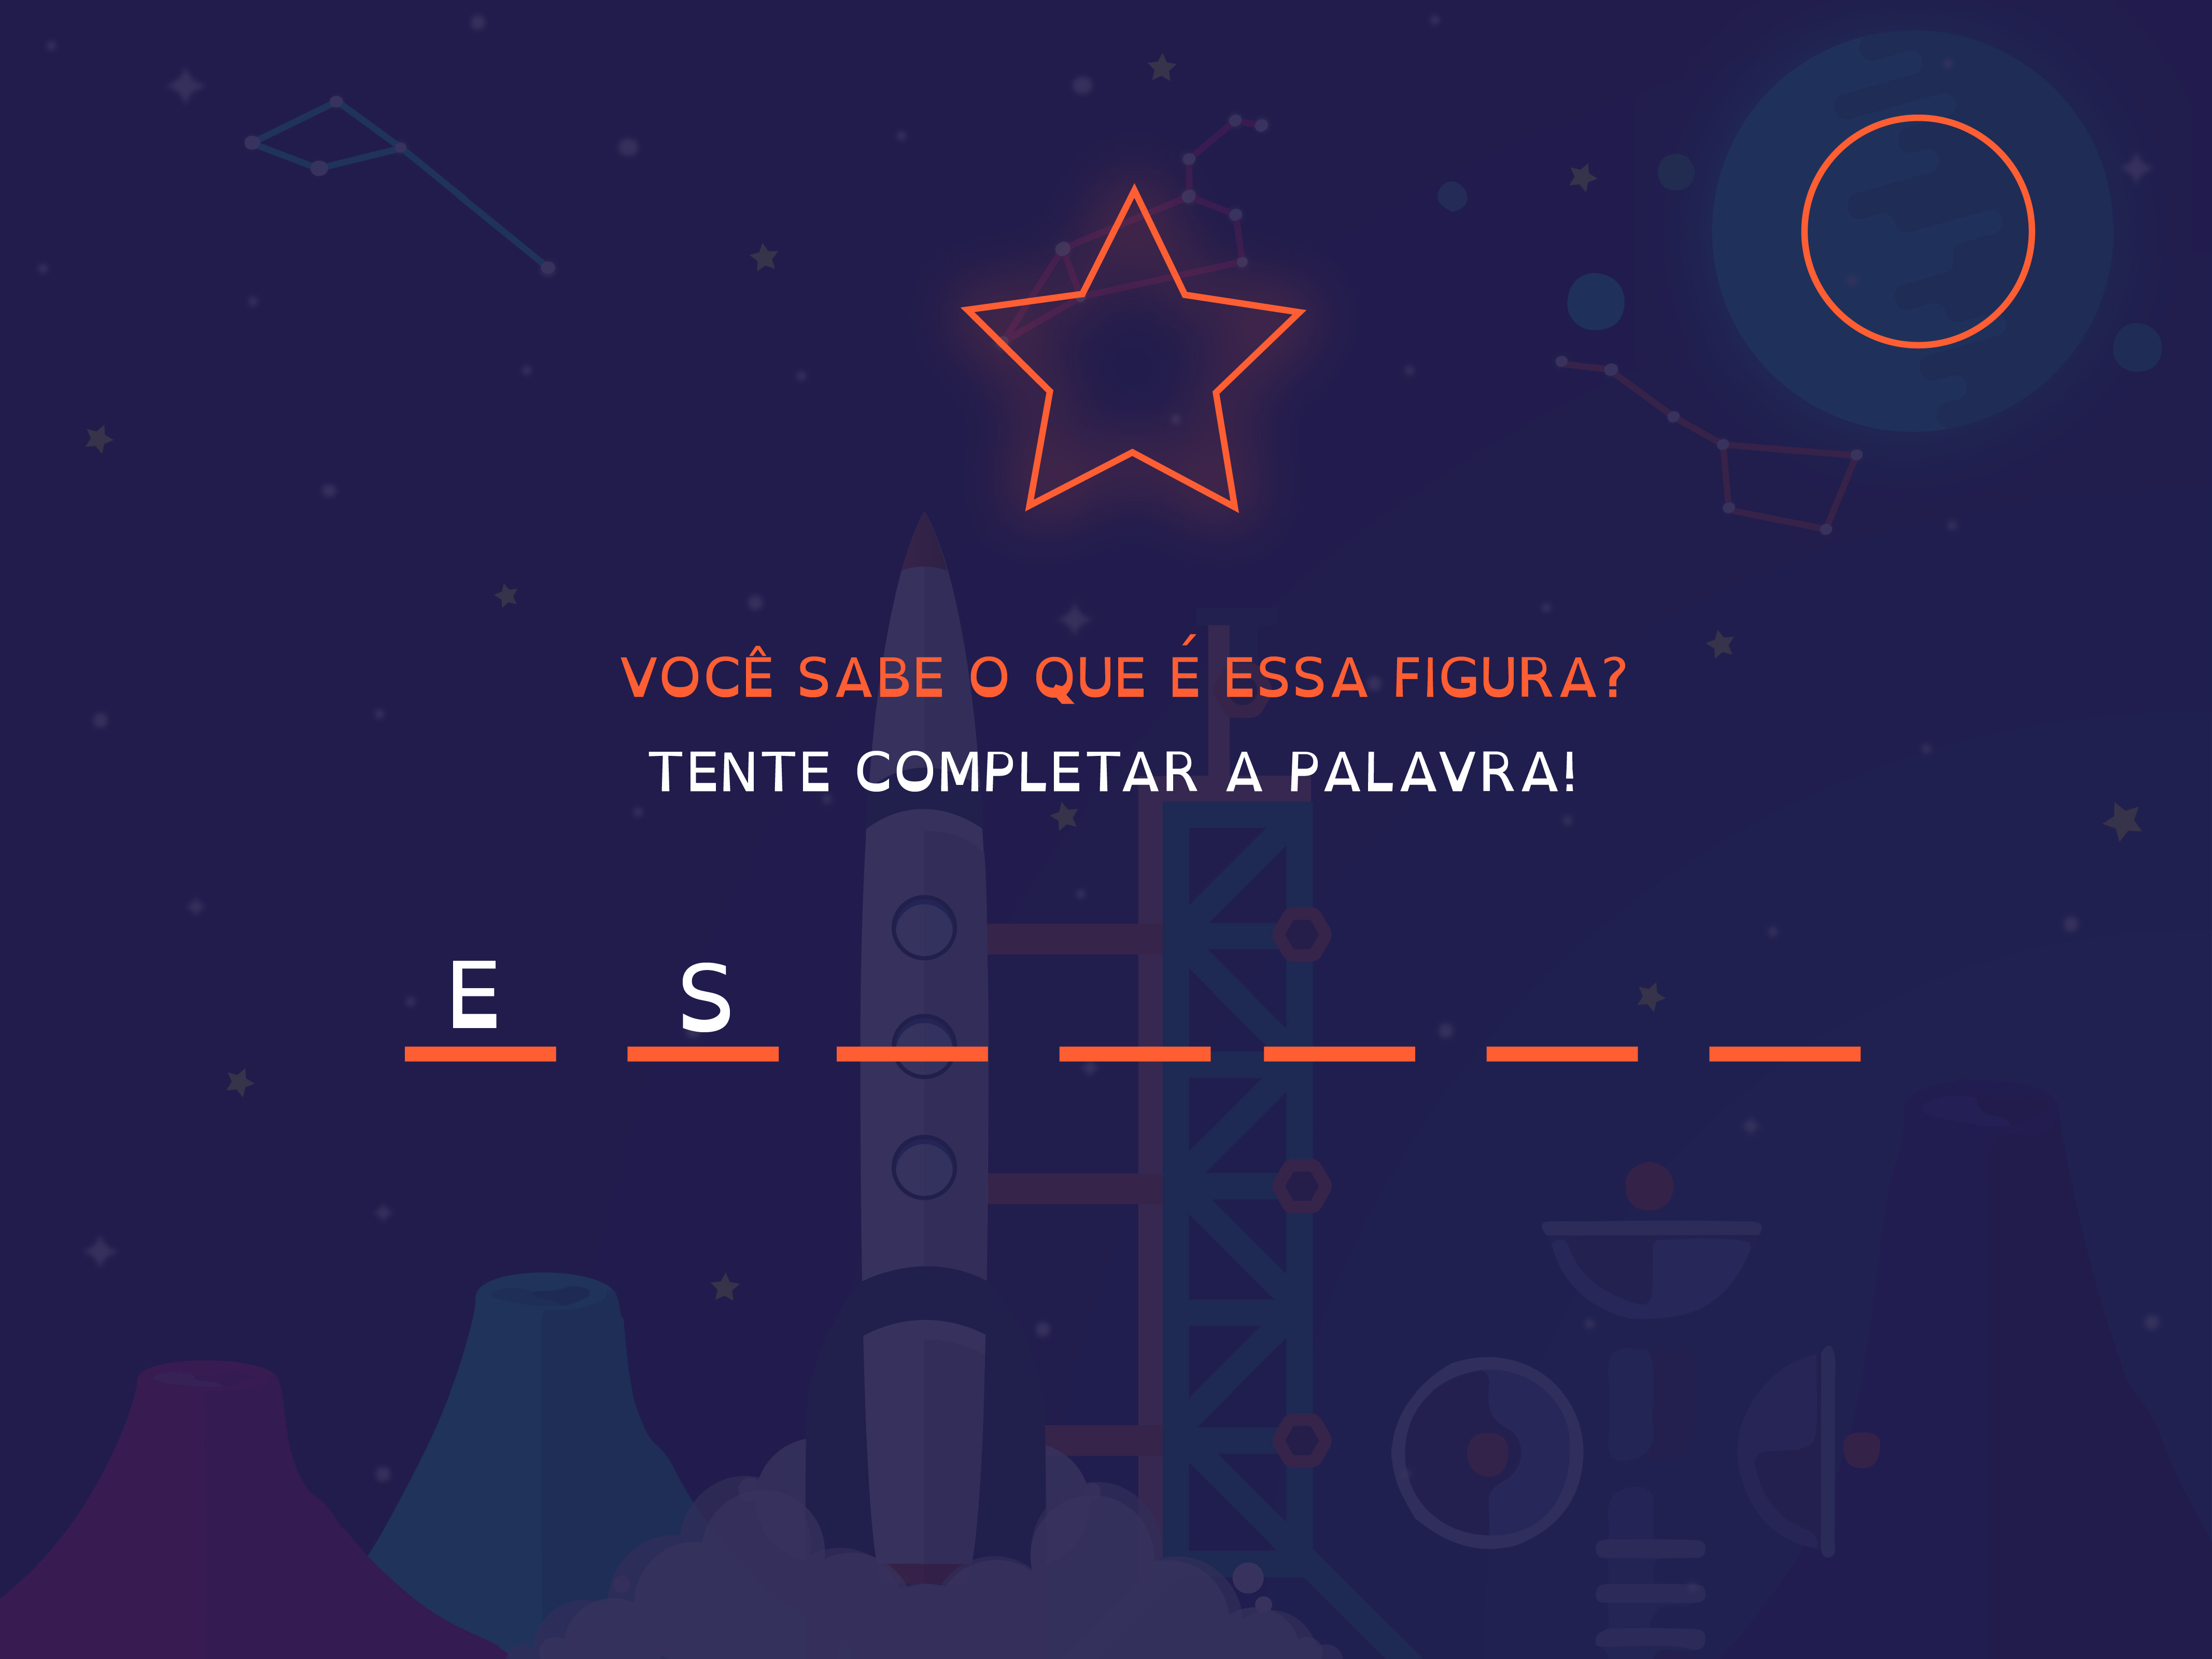 VOCÊ SABE O QUE É ESSA FIGURA?
TENTE COMPLETAR A PALAVRA!
E S